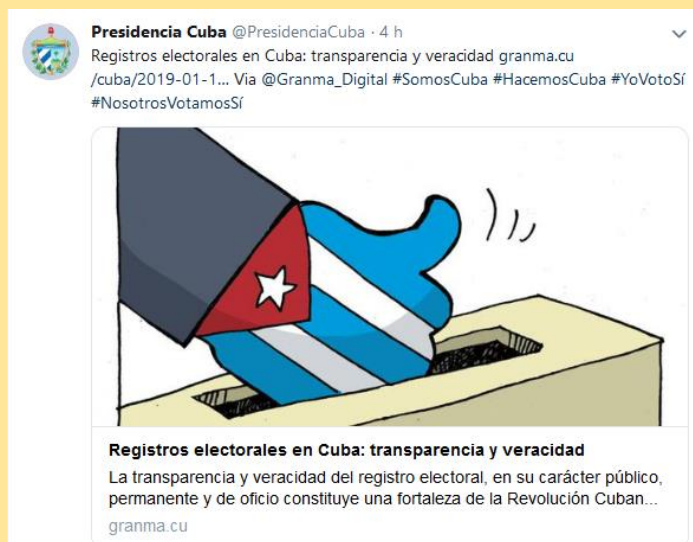 Presidencia Cuba @PresidenciaCuba · 4 h
Registros electorales en Cuba: transparencia y veracidad granma.cu
/cuba/2019-01-1... Via @Granma_Digital #SomosCuba #HacemosCuba #YoVotoSí
#NosotrosVotamosSí
Registros electorales en Cuba: transparencia y veracidad
La transparencia y veracidad del registro electoral, en su carácter público,
permanente y de oficio constituye una fortaleza de la Revolución Cuban...
granma.cu